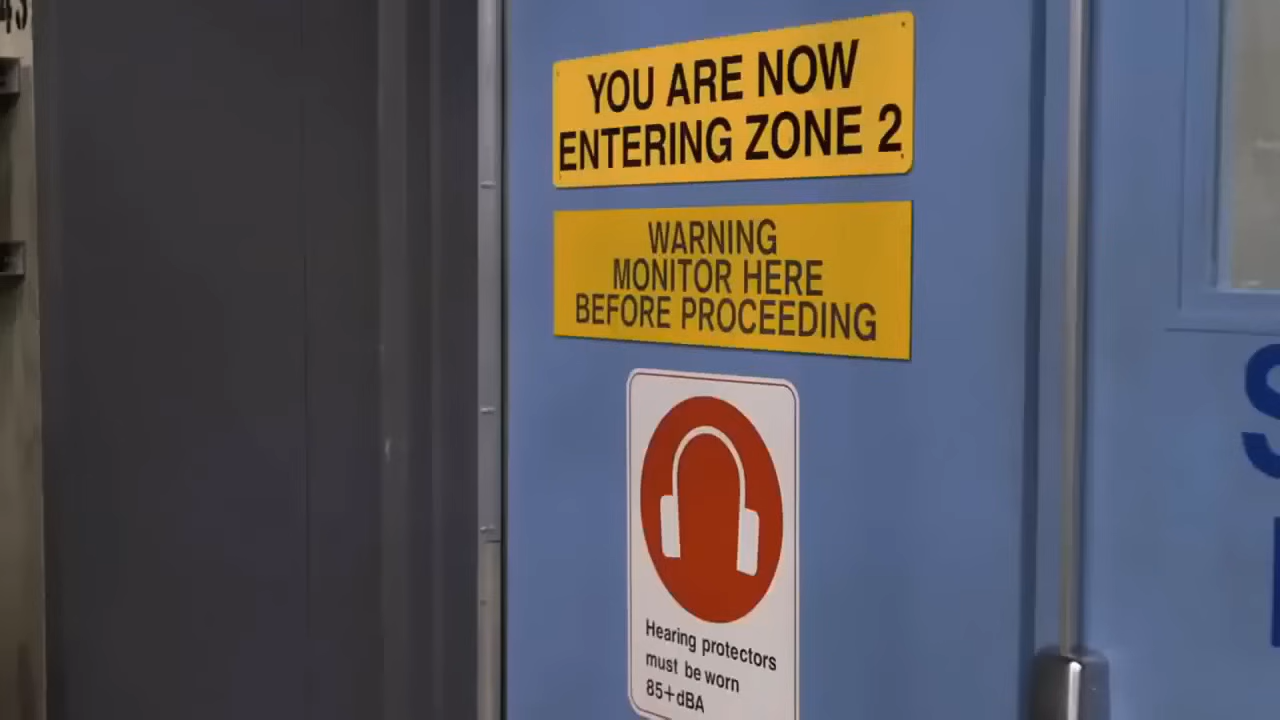 YOU ARE NOW
ENTERING ZONE 2
WARNING
MONITOR HERE
BEFORE PROCEEDING
Hearing protectors
must be worn
85+dBA